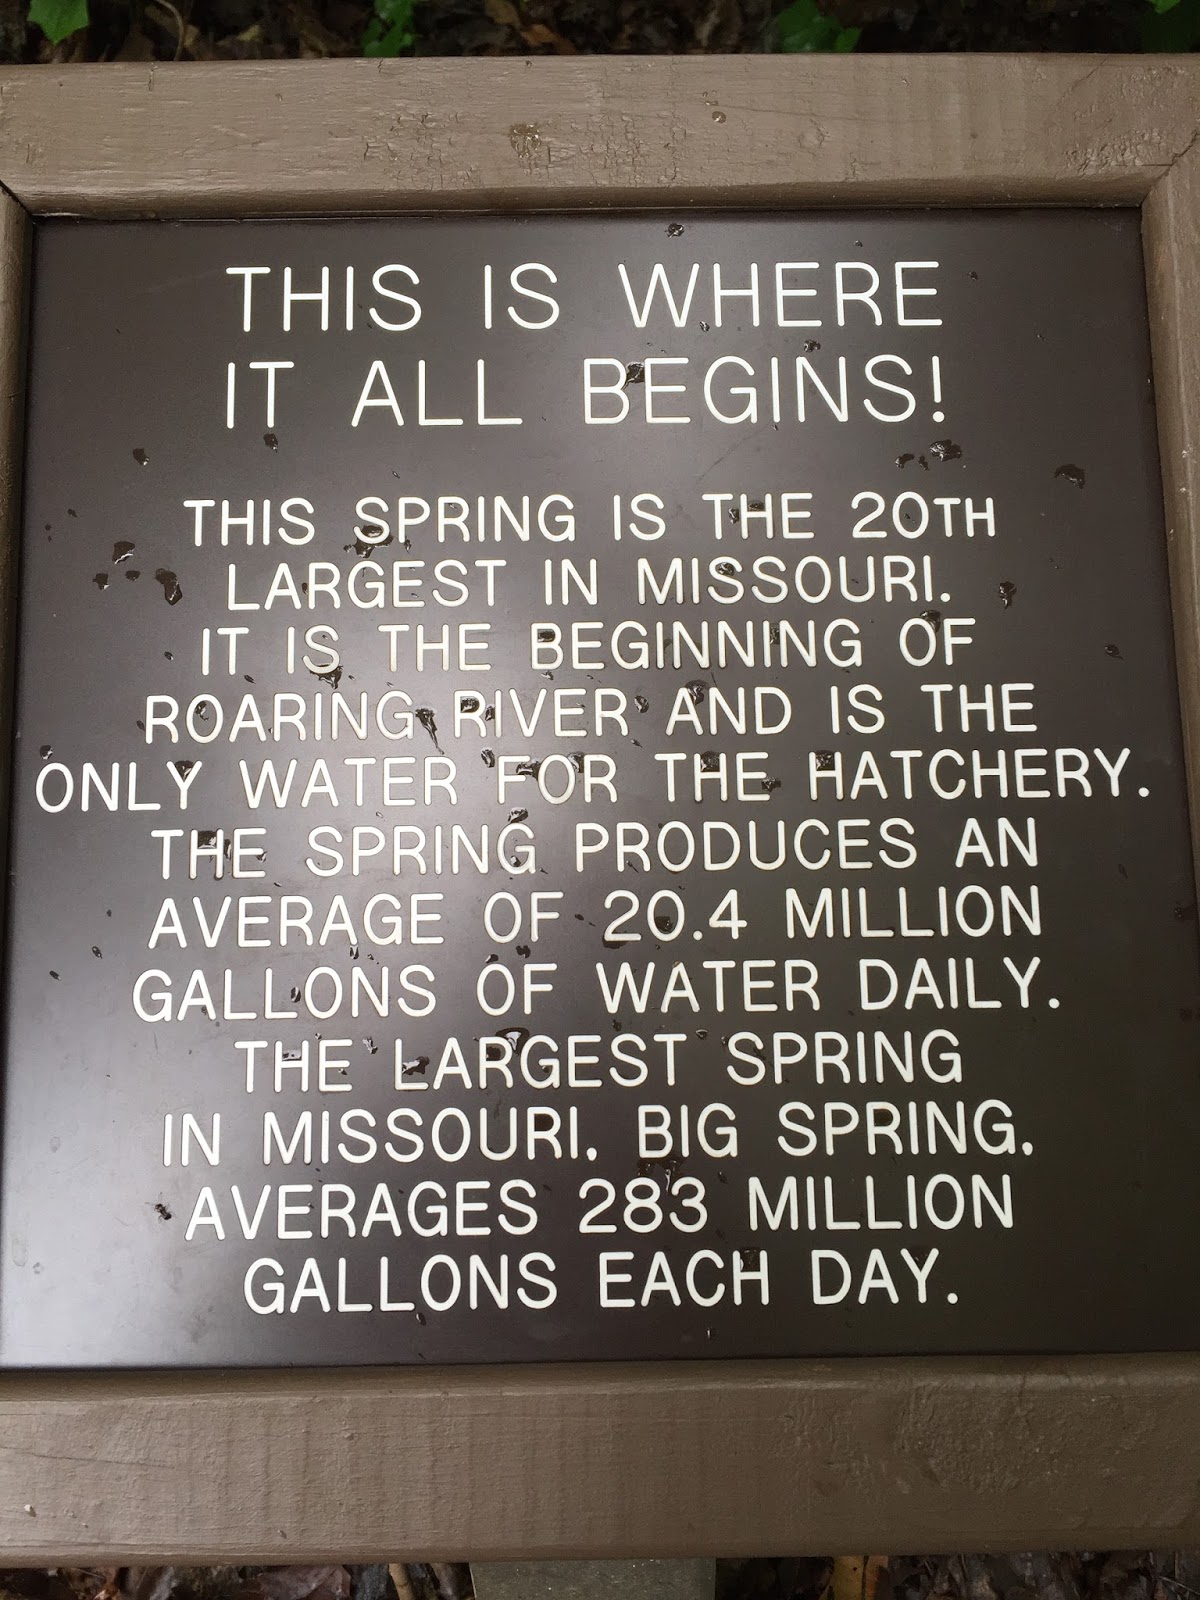 THIS IS WHERE
IT ALL BEGINS!
THIS SPRING IS THE 20TH
LARGEST IN MISSOURI.
IT IS THE BEGINNING OF
ROARING RIVER AND IS THE
ONLY WATER FOR THE HATCHERY.
THE SPRING PRODUCES AN
AVERAGE OF 20.4 MILLION
GALLONS OF WATER DAILY.
THE LARGEST SPRING
IN MISSOURI. BIG SPRING.
AVERAGES 283 MILLION
GALLONS EACH DAY.